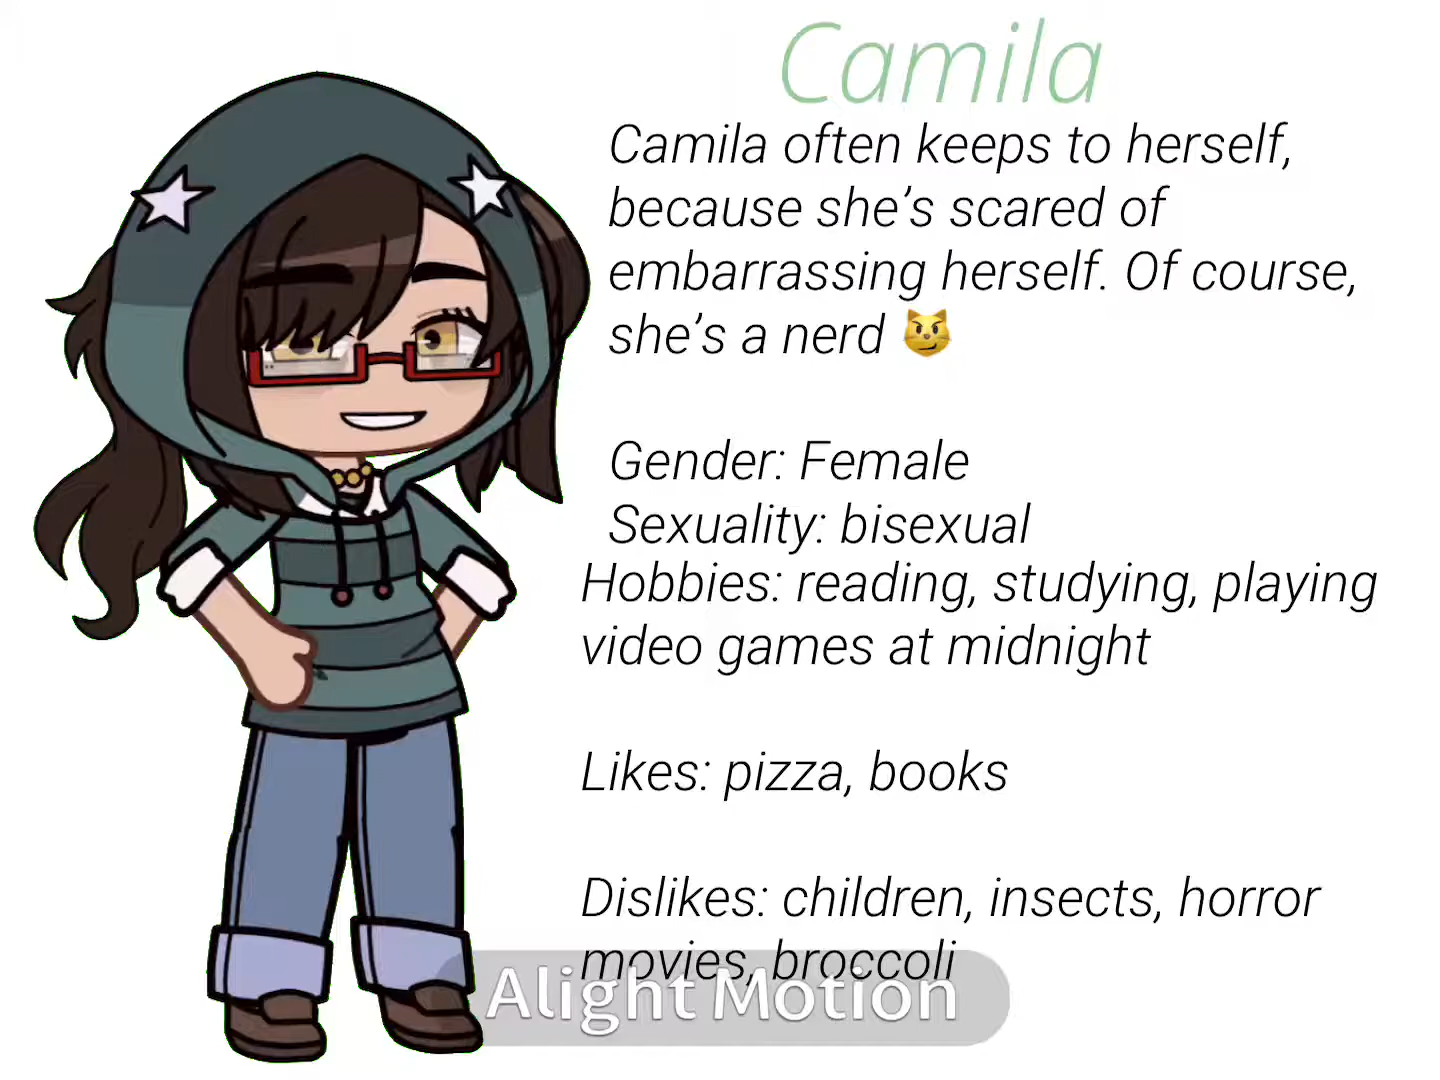 Camila
Camila often keeps to herself,
because she’s scared of
embarrassing herself. Of course,
she’s a nerd 😼
Gender: Female
Sexuality: bisexual
Hobbies: reading, studying, playing
video games at midnight
Likes: pizza, books
Dislikes: children, insects, horror
movies, broccoli
Alight Motion